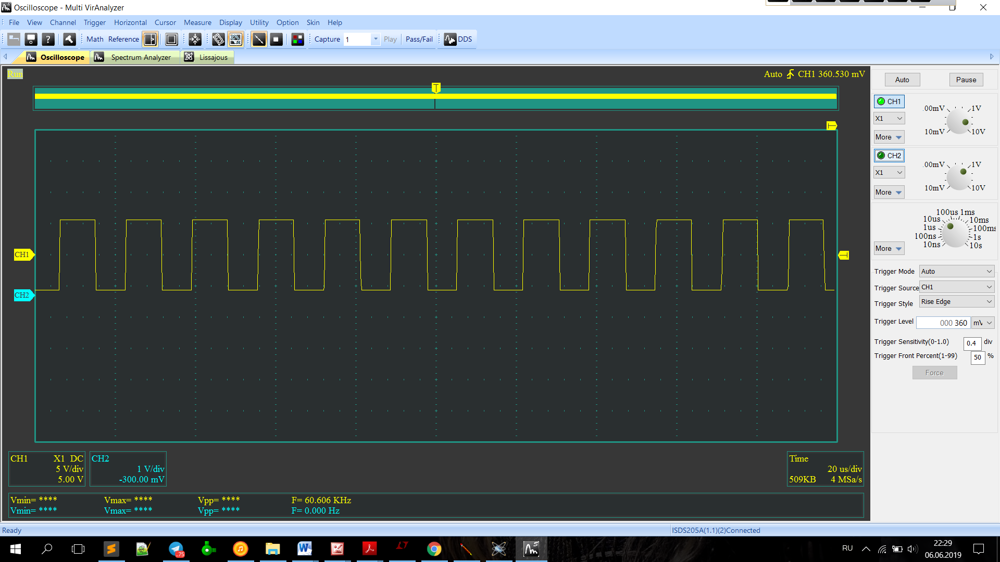 Oscilloscope - Multi VirAnalyzer
File View Channel Trigger Horizontal Cursor Measure Display Utility Option Skin Help
Math Reference Capture 1 Play Pass/Fail DDS
Oscilloscope Spectrum Analyzer Lissajous
Run
Auto CH1 360.530 mV
T
CH1
CH2
Auto Pause
CH1
X1
More
.00mV 1V
10mV 10V
CH2
X1
More
.00mV 1V
10mV 10V
100us 1ms
10us 10ms
1us 100ms
100ns 1s
10ns 10s
More
Trigger Mode Auto
Trigger Source CH1
Trigger Style Rise Edge
Trigger Level 000 360 mV
Trigger Sensitivity(0-1.0) 0.4 div
Trigger Front Percent(1-99) 50 %
Force
CH1 X1 DC
5 V/div
5.00 V
CH2
1 V/div
-300.00 mV
Time
20 us/div
509KB 4 MSa/s
Vmin= **** Vmax= **** Vpp= **** F= 60.606 KHz
Vmin= **** Vmax= **** Vpp= **** F= 0.000 Hz
Ready ISDS205A(1.1)(2)Connected
..75
RU
22:29
06.06.2019